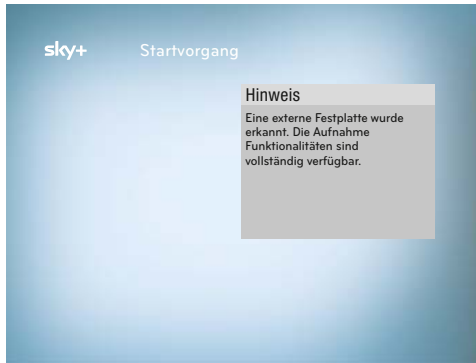 sky+ Startvorgang
Hinweis
Eine externe Festplatte wurde
erkannt. Die Aufnahme
Funktionalitäten sind
vollständig verfügbar.